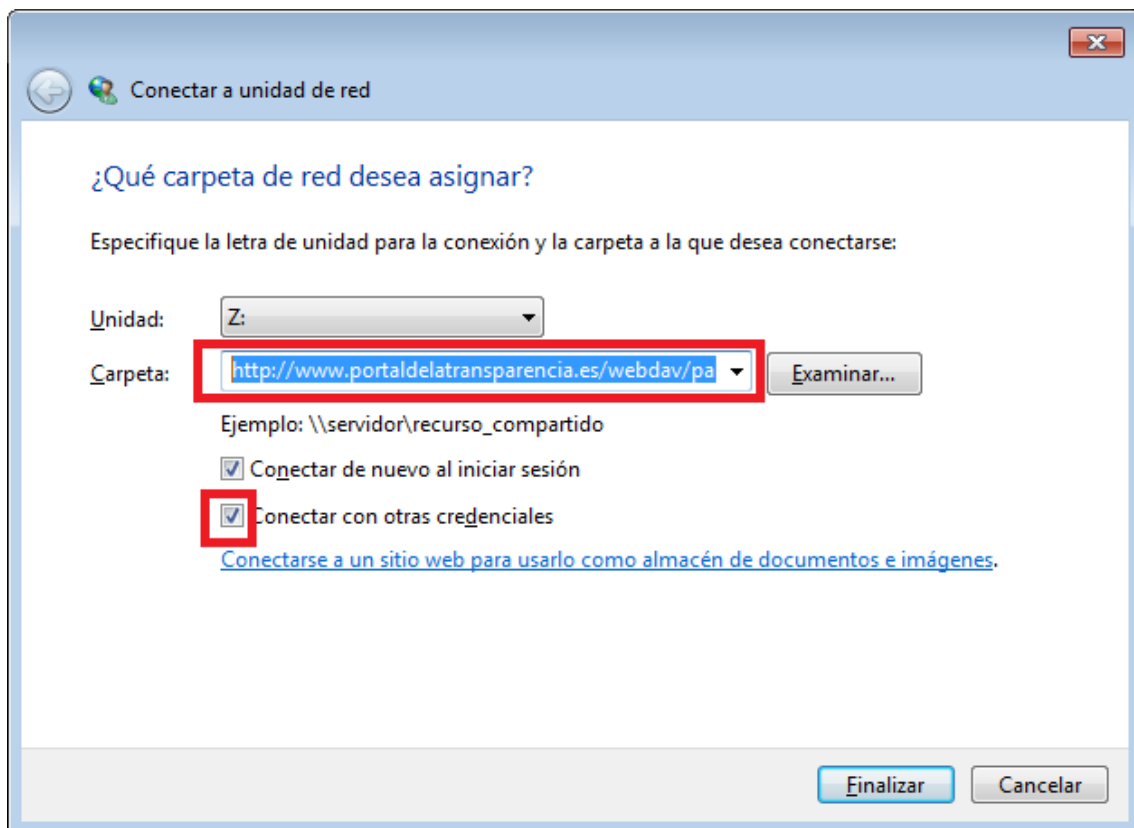 Conectar a unidad de red
¿Qué carpeta de red desea asignar?
Especifique la letra de unidad para la conexión y la carpeta a la que desea conectarse:
Unidad: Z:
Carpeta: http://www.portaldelatransparencia.es/webdav/pa Examinar...
Ejemplo: \\servidor\recurso_compartido
Conectar de nuevo al iniciar sesión
Conectar con otras credenciales
Conectarse a un sitio web para usarlo como almacén de documentos e imágenes.
Finalizar Cancelar